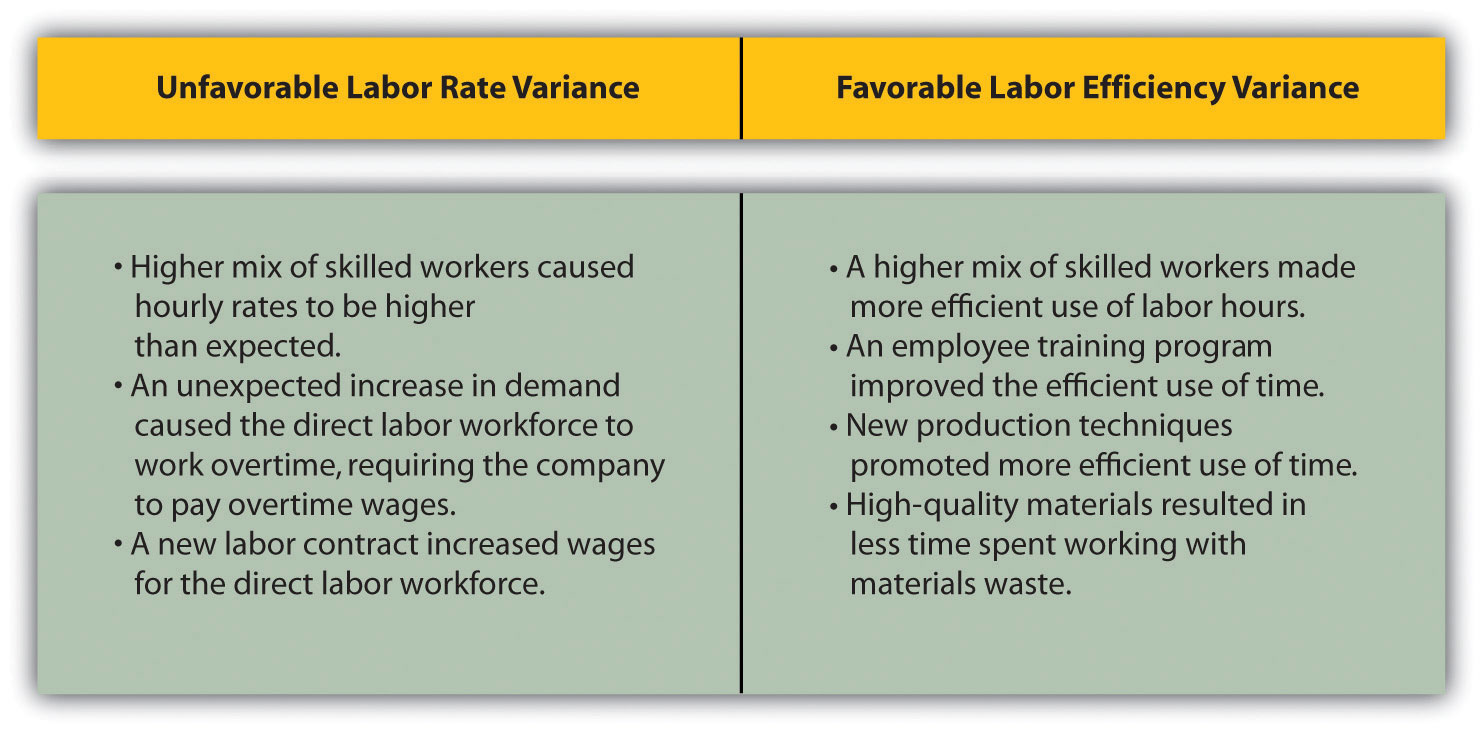 Unfavorable Labor Rate Variance
Favorable Labor Efficiency Variance
• Higher mix of skilled workers caused
hourly rates to be higher
than expected.
• An unexpected increase in demand
caused the direct labor workforce to
work overtime, requiring the company
to pay overtime wages.
• A new labor contract increased wages
for the direct labor workforce.
• A higher mix of skilled workers made
more efficient use of labor hours.
• An employee training program
improved the efficient use of time.
• New production techniques
promoted more efficient use of time.
• High-quality materials resulted in
less time spent working with
materials waste.